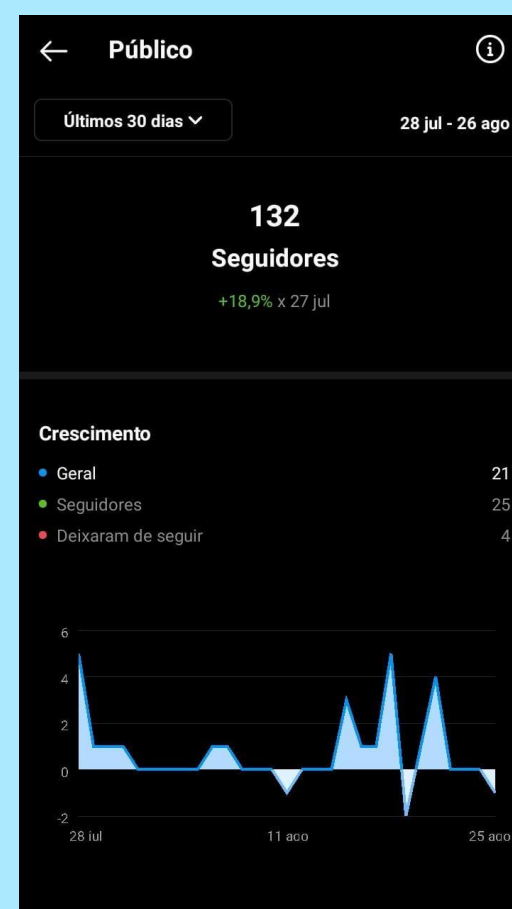 Público
Últimos 30 dias
28 jul - 26 ago
132
Seguidores
+18,9% x 27 jul
Crescimento
Geral 21
Seguidores 25
Deixaram de seguir 4
6
4
2
0
-2
28 jul 11 ago 25 ago